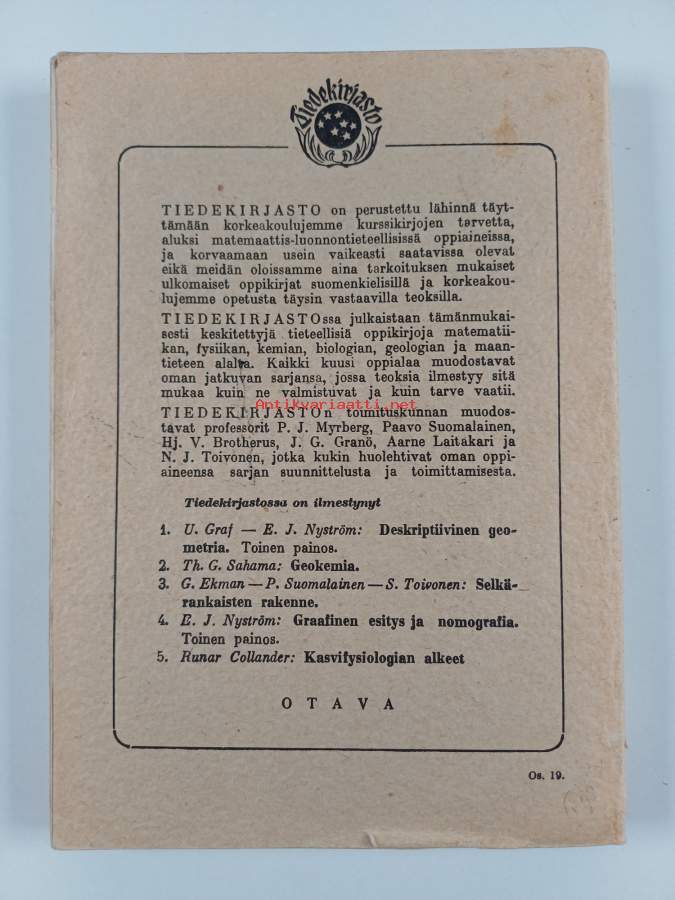 Tiedekirjasto
TIEDEKIRJASTO on perustettu lähinnä täyt-
tämään korkeakoulujemme kurssikirjojen tarvetta,
aluksi matemaattis-luonnontieteellisissä oppiaineissa,
ja korvaamaan usein vaikeasti saatavissa olevat
eikä meidän oloissamme aina tarkoituksen mukaiset
ulkomaiset oppikirjat suomenkielisillä ja korkeakou-
lujemme opetusta täysin vastaavilla teoksilla.
TIEDEKIRJASTOssa julkaistaan tämänmukai-
sesti keskitettyjä tieteellisiä oppikirjoja matematii-
kan, fysiikan, kemian, biologian, geologian ja maan-
tieteen alalta. Kaikki kuusi oppialaa muodostavat
oman jatkuvan sarjansa, jossa teoksia ilmestyy sitä
mukaa kuin ne valmistuvat ja kuin tarve vaatii.
Antikvariaatti.net
TIEDEKIRJASTOn toimituskunnan muodos-
tavat professorit P. J. Myrberg, Paavo Suomalainen,
Hj. V. Brotherus, J. G. Granö, Aarne Laitakari ja
N. J. Toivonen, jotka kukin huolehtivat oman oppi-
aineensa sarjan suunnittelusta ja toimittamisesta.
Tiedekirjastossa on ilmestynyt
1. U. Graf — E. J. Nyström: Deskriptiivinen geo-
metria. Toinen painos.
2. Th. G. Sahama: Geokemia.
3. G. Ekman — P. Suomalainen — S. Toivonen: Selkä-
rankaisten rakenne.
4. E. J. Nyström: Graafinen esitys ja nomografia.
Toinen painos.
5. Runar Collander: Kasvifysiologian alkeet
OTAVA
Os. 19.